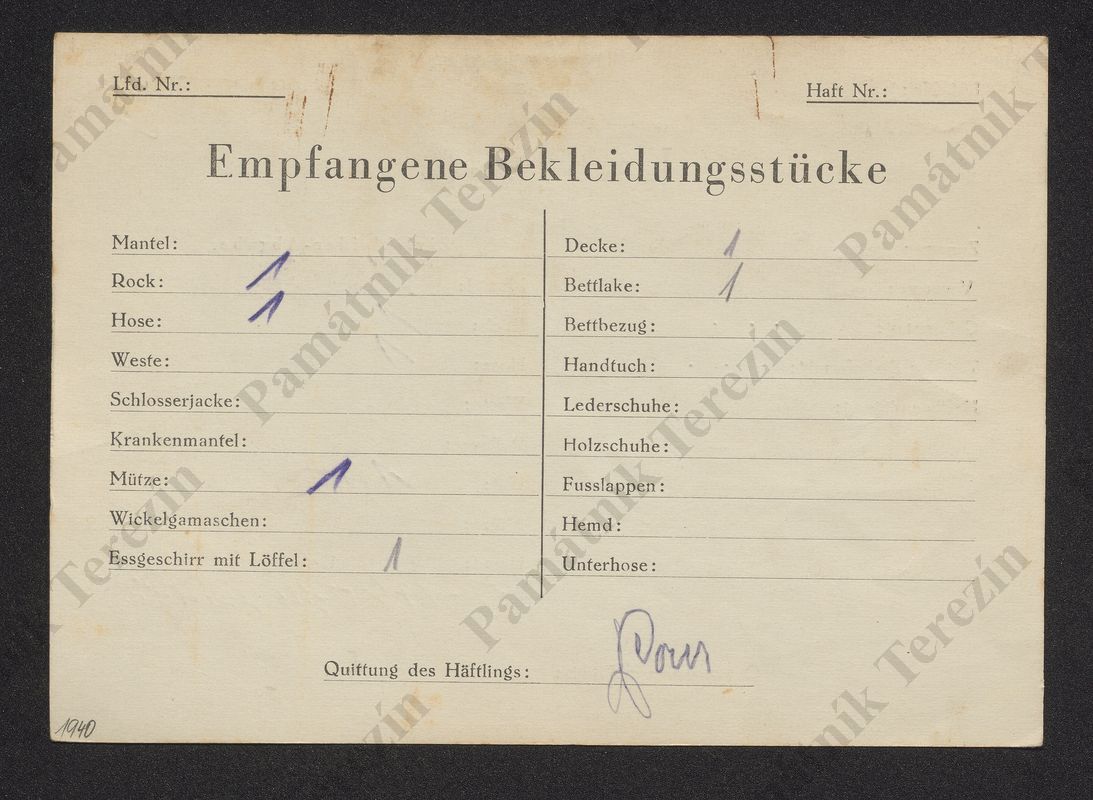 Lfd. Nr.:
Haft Nr.:
Empfangene Bekleidungsstücke
Mantel:
Rock: 1
Hose: 1
Weste:
Schlosserjacke:
Krankenmantel:
Mütze: 1
Wickelgamaschen:
Essgeschirr mit Löffel: 1
Decke: 1
Bettlake: 1
Bettbezug:
Handtuch:
Lederschuhe:
Holzschuhe:
Fusslappen:
Hemd:
Unterhose:
Quittung des Häftlings:
1940
Památník Terezín